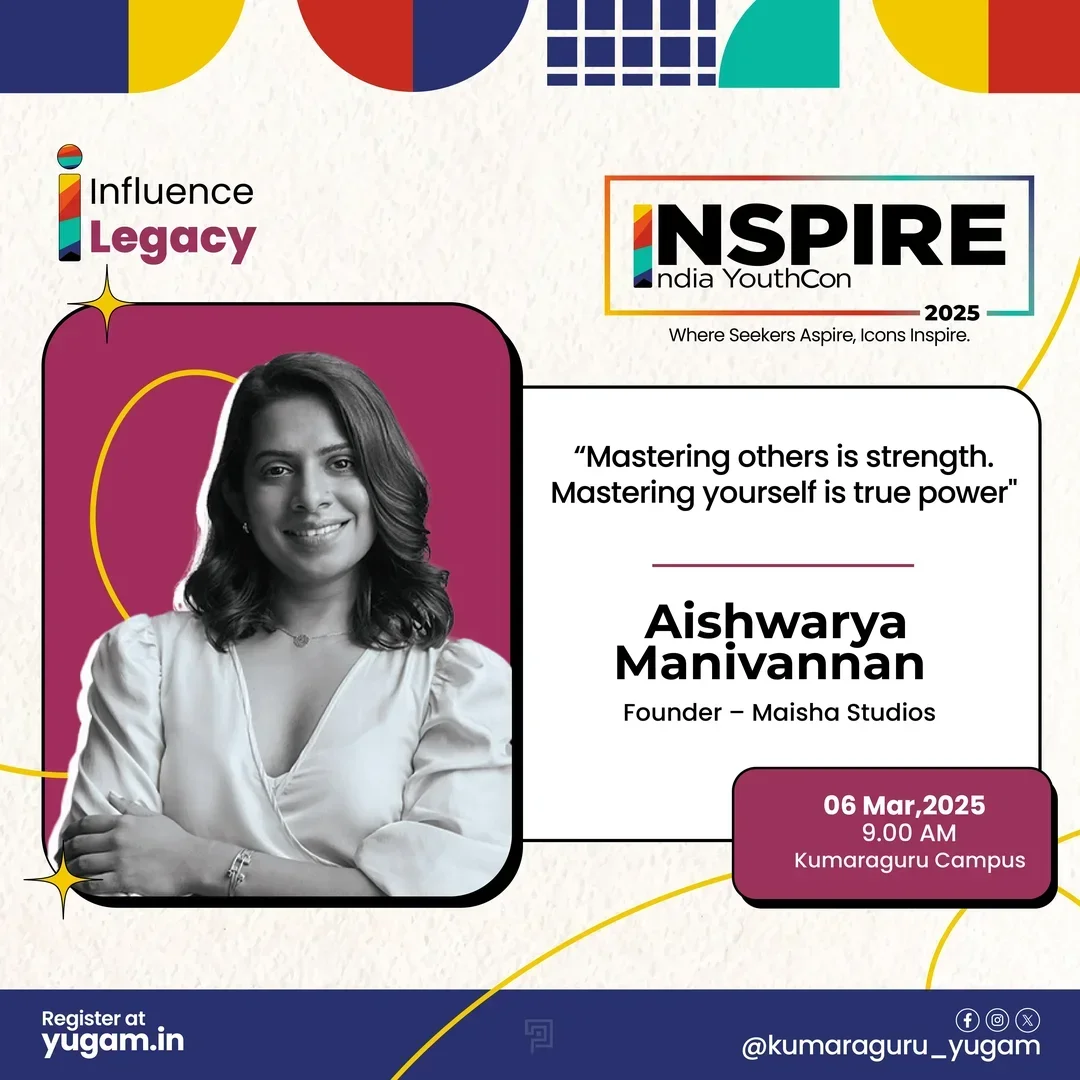 Influence
Legacy
INSPIRE
India YouthCon
2025
Where Seekers Aspire, Icons Inspire.
“Mastering others is strength.
Mastering yourself is true power"
Aishwarya
Manivannan
Founder – Maisha Studios
06 Mar,2025
9.00 AM
Kumaraguru Campus
Register at
yugam.in
@kumaraguru_yugam